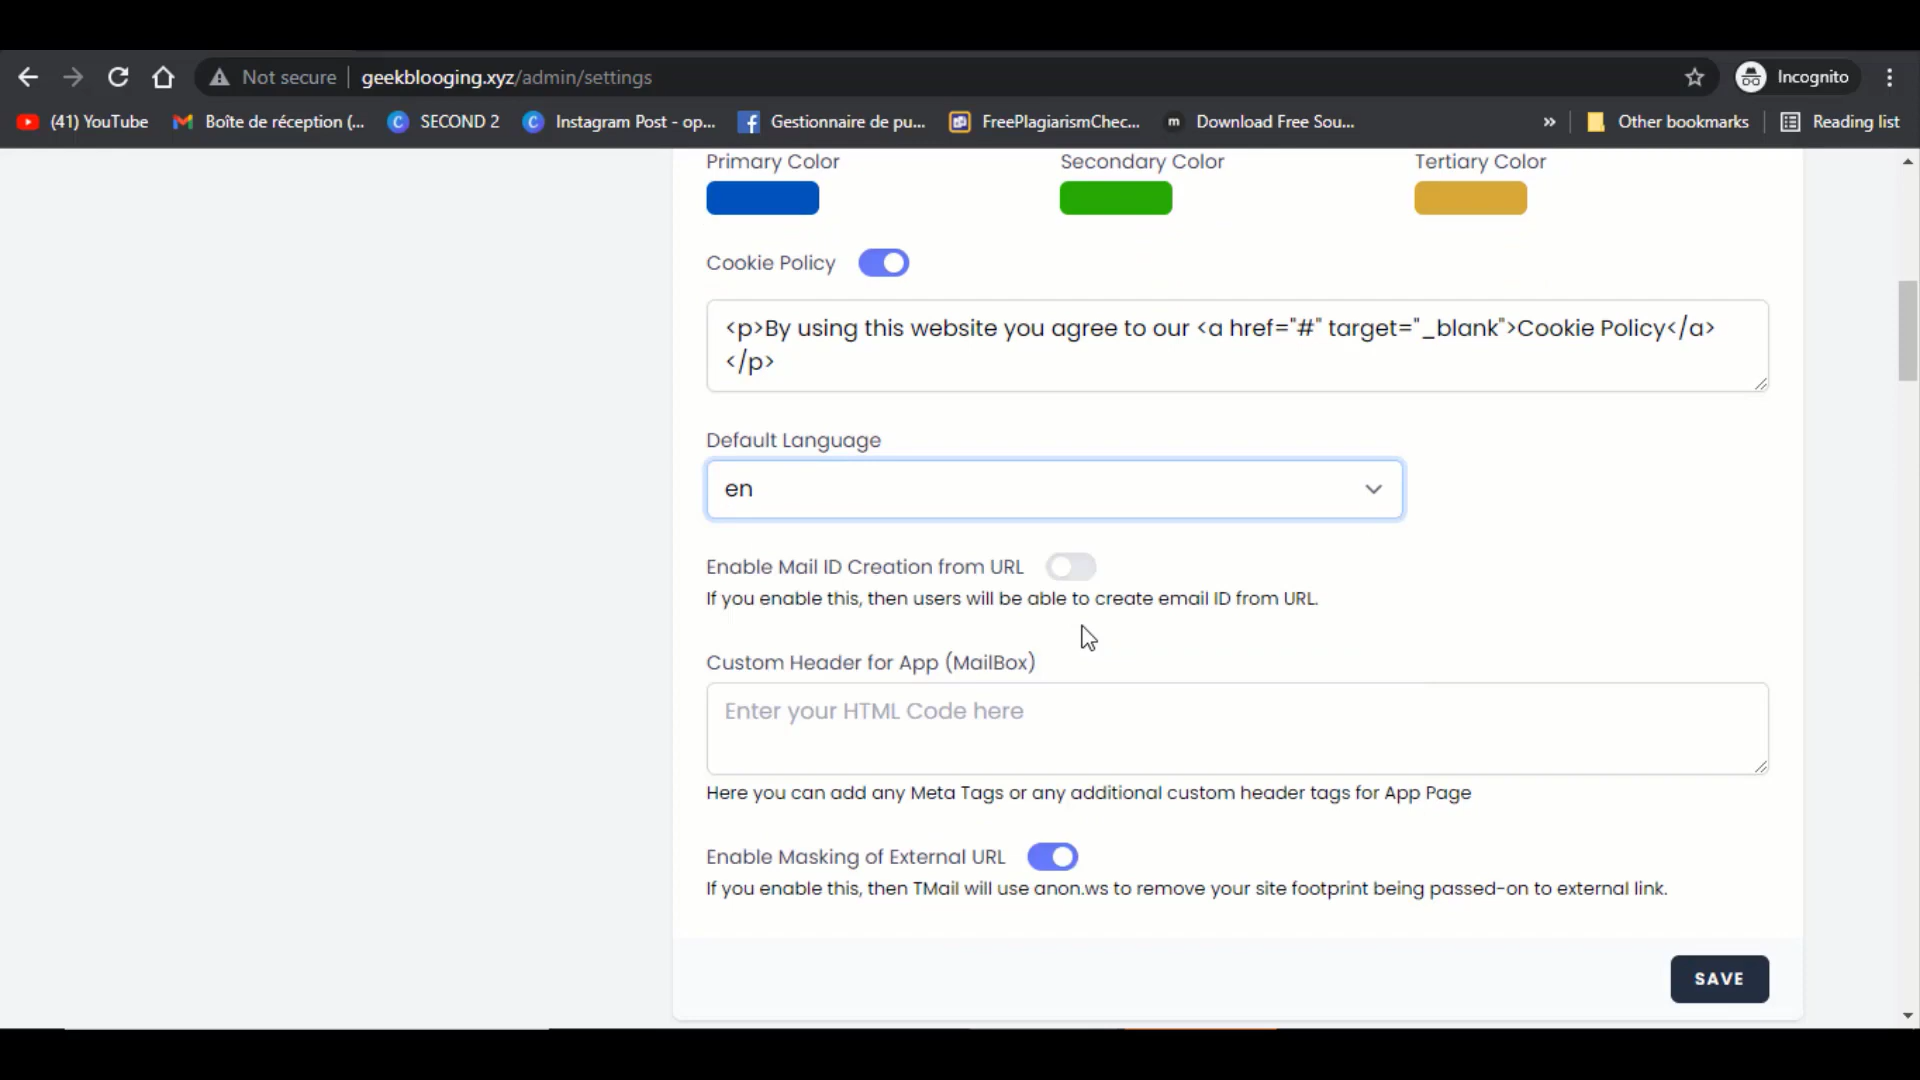 Not secure
geekblooging.xyz/admin/settings
Incognito
(41) YouTube
Boîte de réception (...
SECOND 2
Instagram Post - op...
Gestionnaire de pu...
FreePlagiarismChec...
m Download Free Sou...
»
Other bookmarks
Reading list
Primary Color
Secondary Color
Tertiary Color
Cookie Policy
<p>By using this website you agree to our <a href="#" target="_blank">Cookie Policy</a>
</p>
Default Language
en
Enable Mail ID Creation from URL
If you enable this, then users will be able to create email ID from URL.
Custom Header for App (MailBox)
Enter your HTML Code here
Here you can add any Meta Tags or any additional custom header tags for App Page
Enable Masking of External URL
If you enable this, then TMail will use anon.ws to remove your site footprint being passed-on to external link.
SAVE